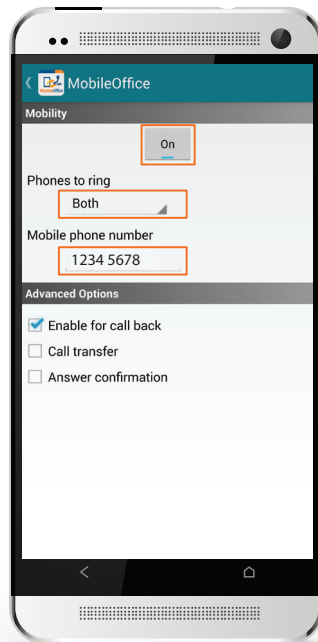 MobileOffice
Mobility
On
Phones to ring
Both
Mobile phone number
1234 5678
Advanced Options
Enable for call back
Call transfer
Answer confirmation